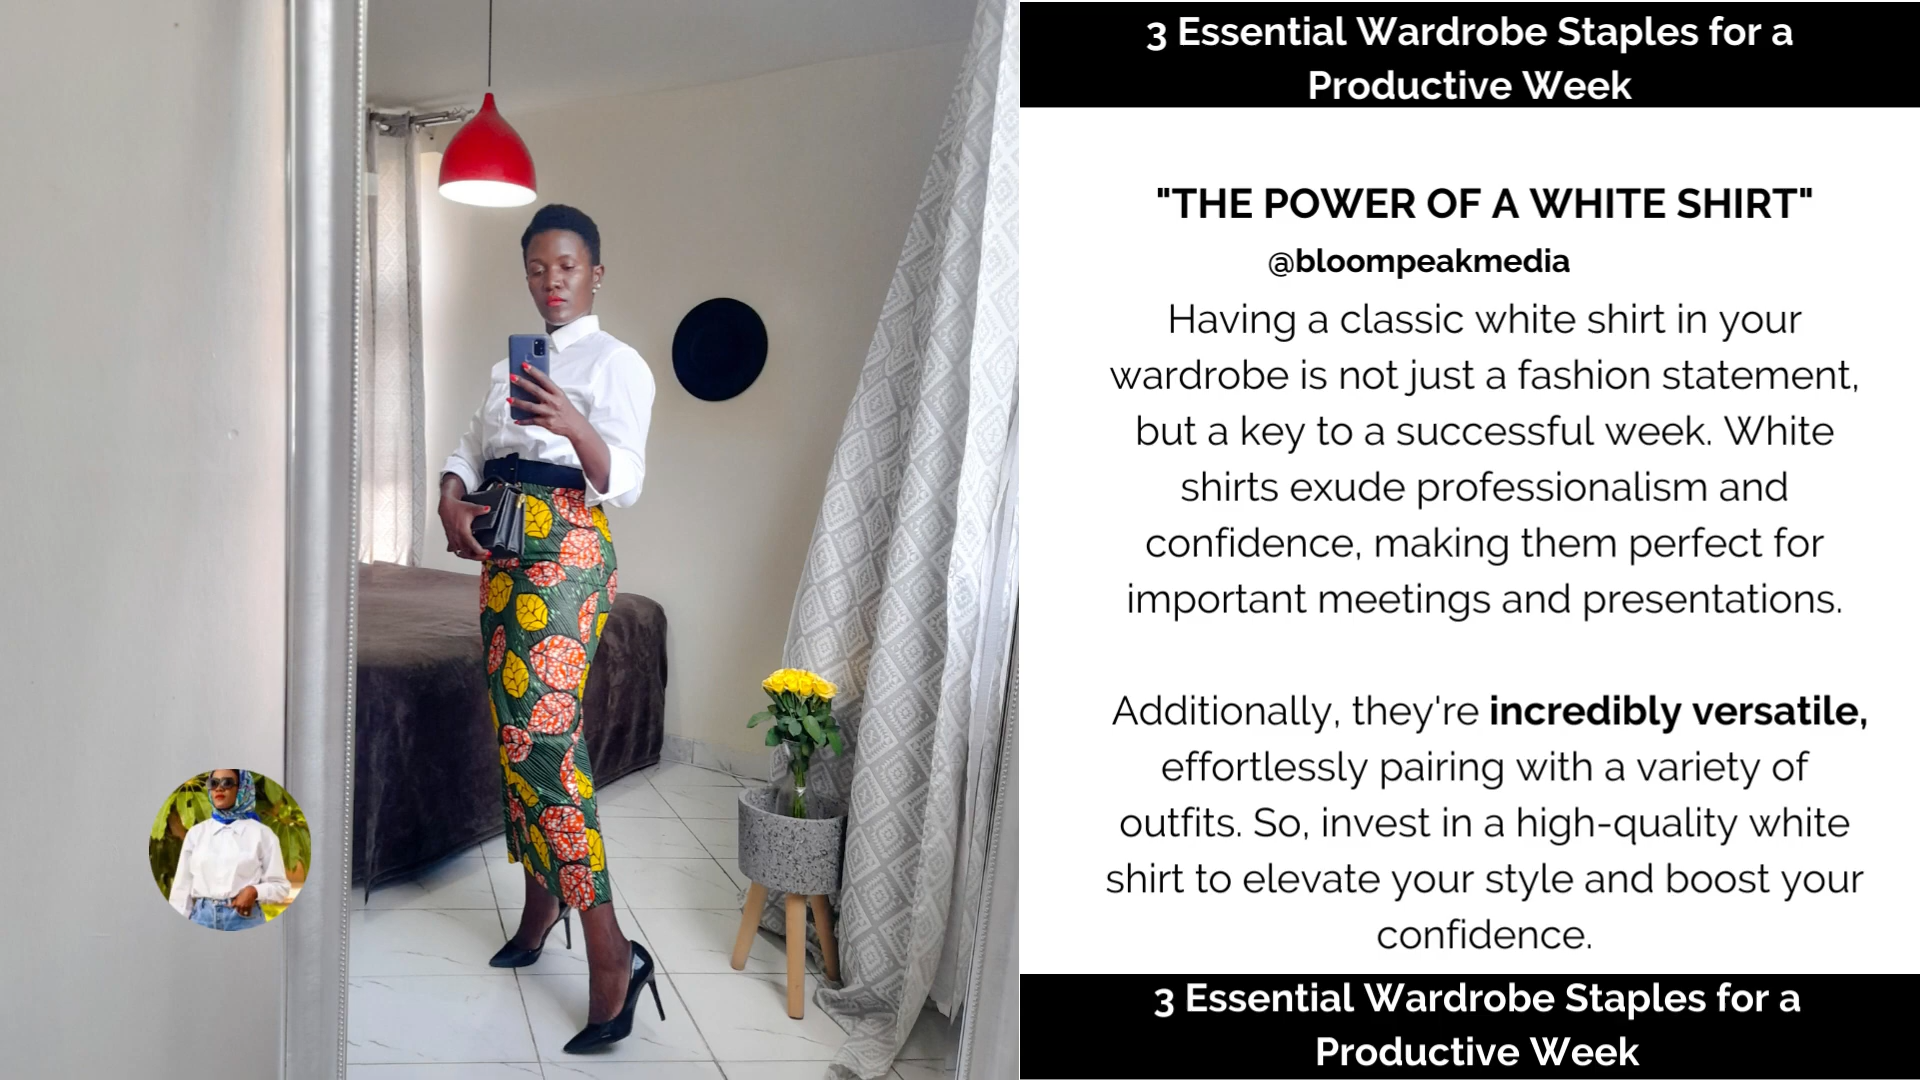 3 Essential Wardrobe Staples for a
Productive Week
"THE POWER OF A WHITE SHIRT"
@bloompeakmedia
Having a classic white shirt in your
wardrobe is not just a fashion statement,
but a key to a successful week. White
shirts exude professionalism and
confidence, making them perfect for
important meetings and presentations.
Additionally, they're incredibly versatile,
effortlessly pairing with a variety of
outfits. So, invest in a high-quality white
shirt to elevate your style and boost your
confidence.
3 Essential Wardrobe Staples for a
Productive Week